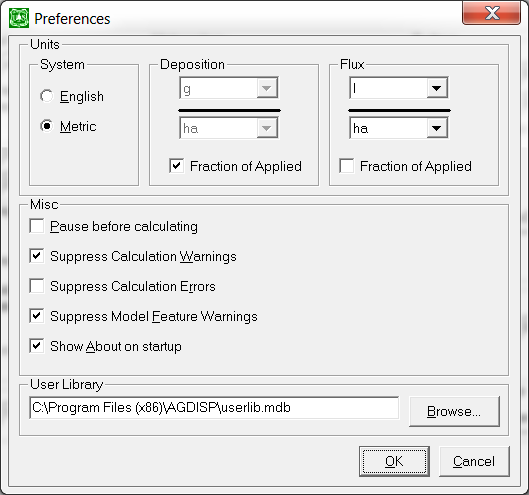 Preferences
Units
System
English
Metric
Deposition
g
ha
Fraction of Applied
Flux
l
ha
Fraction of Applied
Misc
Pause before calculating
Suppress Calculation Warnings
Suppress Calculation Errors
Suppress Model Feature Warnings
Show About on startup
User Library
C:\Program Files (x86)\AGDISP\userlib.mdb
Browse...
OK
Cancel